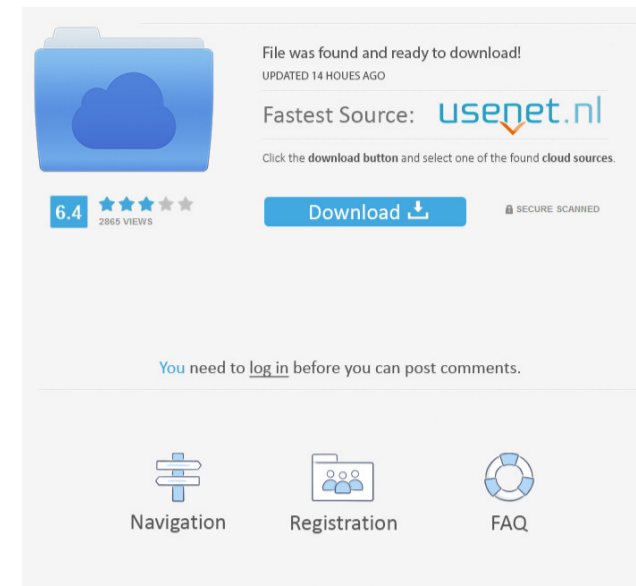 File was found and ready to download!
UPDATED 14 HOUES AGO
Fastest Source: usenet.nl
Click the download button and select one of the found cloud sources.
6.4
2865 VIEWS
Download
SECURE SCANNED
You need to log in before you can post comments.
Navigation
Registration
FAQ